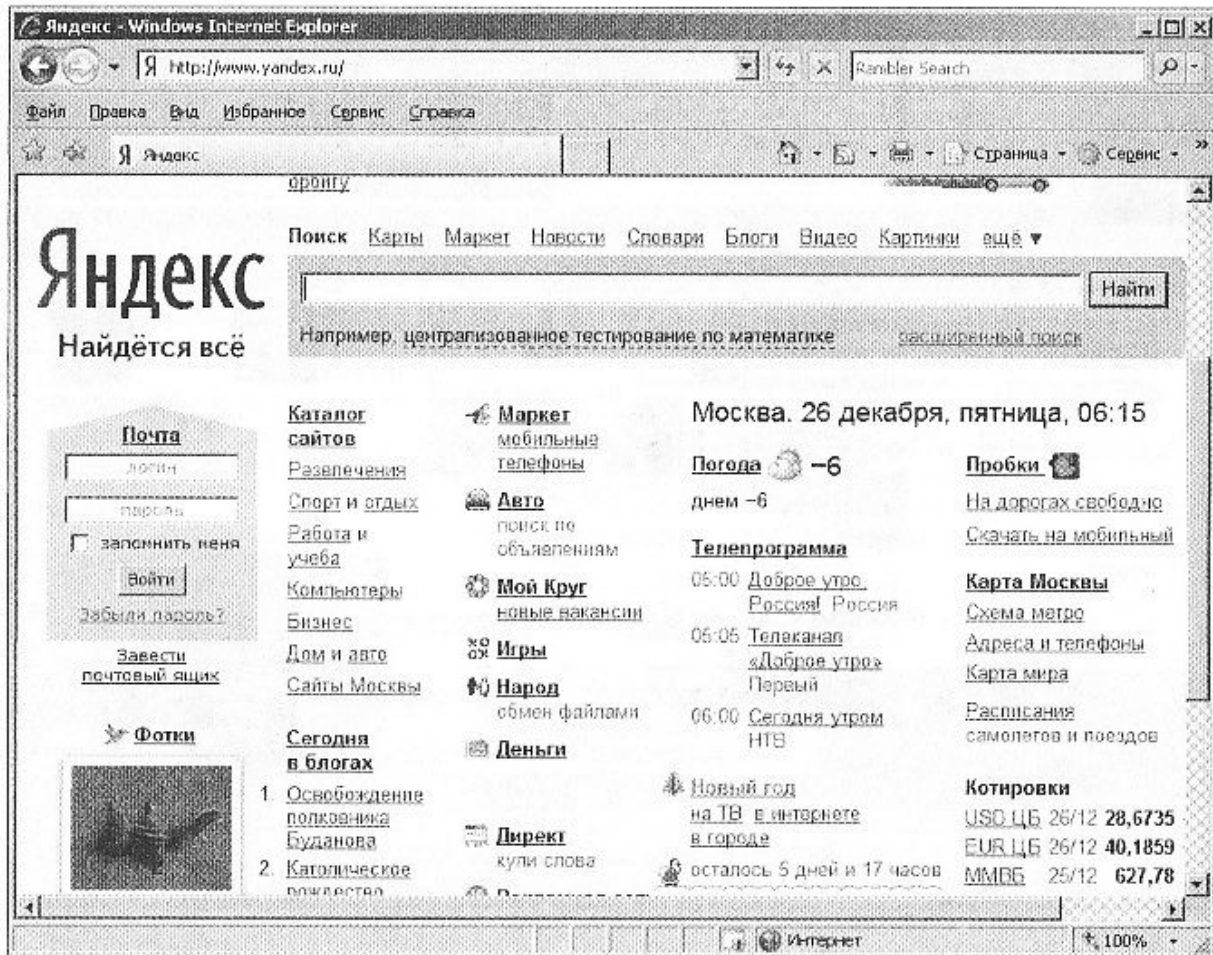 Яндекс - Windows Internet Explorer
http://www.yandex.ru/
Rambler Search
Файл Правка Вид Избранное Сервис Справка
Яндекс
Страница Сервис
Поиск Карты Маркет Новости Словари Блоги Видео Картинки ещё ▼
Яндекс
Найдётся всё
Найти
Например, централизованное тестирование по математике расширенный поиск
Почта
логин
пароль
запомнить меня
Войти
Забыли пароль?
Завести
почтовый ящик
Фотки
Каталог
сайтов
Развлечения
Спорт и отдых
Работа и
учеба
Компьютеры
Бизнес
Дом и авто
Сайты Москвы
Сегодня
в блогах
1. Освобождение
полковника
Буданова
2. Католическое
рождество
Маркет
мобильные
телефоны
Авто
поиск по
объявлениям
Мой Круг
новые вакансии
Игры
Народ
обмен файлами
Деньги
Директ
купи слова
Москва. 26 декабря, пятница, 06:15
Погода −6
днем −6
Телепрограмма
05:00 Доброе утро,
Россия! Россия
05:05 Телеканал
«Доброе утро»
Первый
06:00 Сегодня утром
НТВ
Новый год
на ТВ в интернете
в городе
осталось 5 дней и 17 часов
Пробки
На дорогах свободно
Скачать на мобильный
Карта Москвы
Схема метро
Адреса и телефоны
Карта мира
Расписания
самолетов и поездов
Котировки
USD ЦБ 26/12 28,6735
EUR ЦБ 26/12 40,1859
ММВБ 25/12 627,78
Интернет
100%